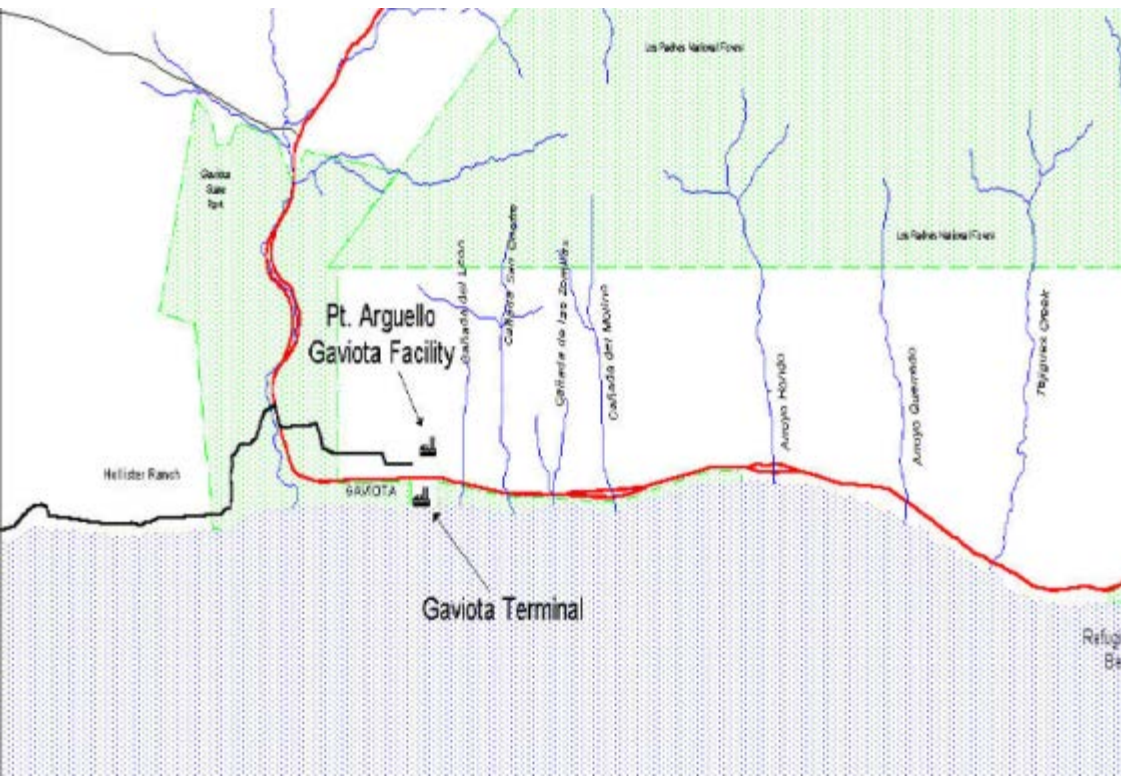 Los Padres National Forest
Gaviota
State
Park
Los Padres National Forest
Cañada del Leon
Cañada San Onofre
Cañada de las Zorrillas
Cañada del Molino
Pt. Arguello
Gaviota Facility
Arroyo Hondo
Arroyo Quemado
Tajiguas Creek
Hollister Ranch
GAVIOTA
Gaviota Terminal
Refug
Be